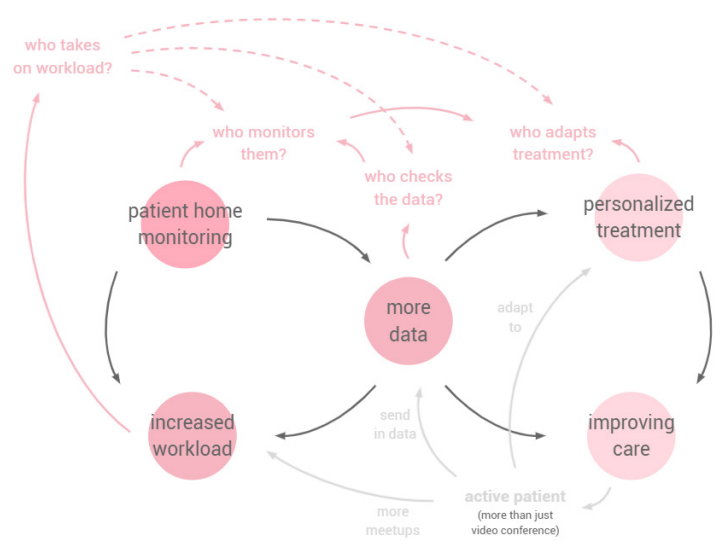 who takes
on workload?
who monitors
them?
who adapts
treatment?
who checks
the data?
patient home
monitoring
personalized
treatment
more
data
adapt
to
increased
workload
send
in data
improving
care
active patient
(more than just
video conference)
more
meetups